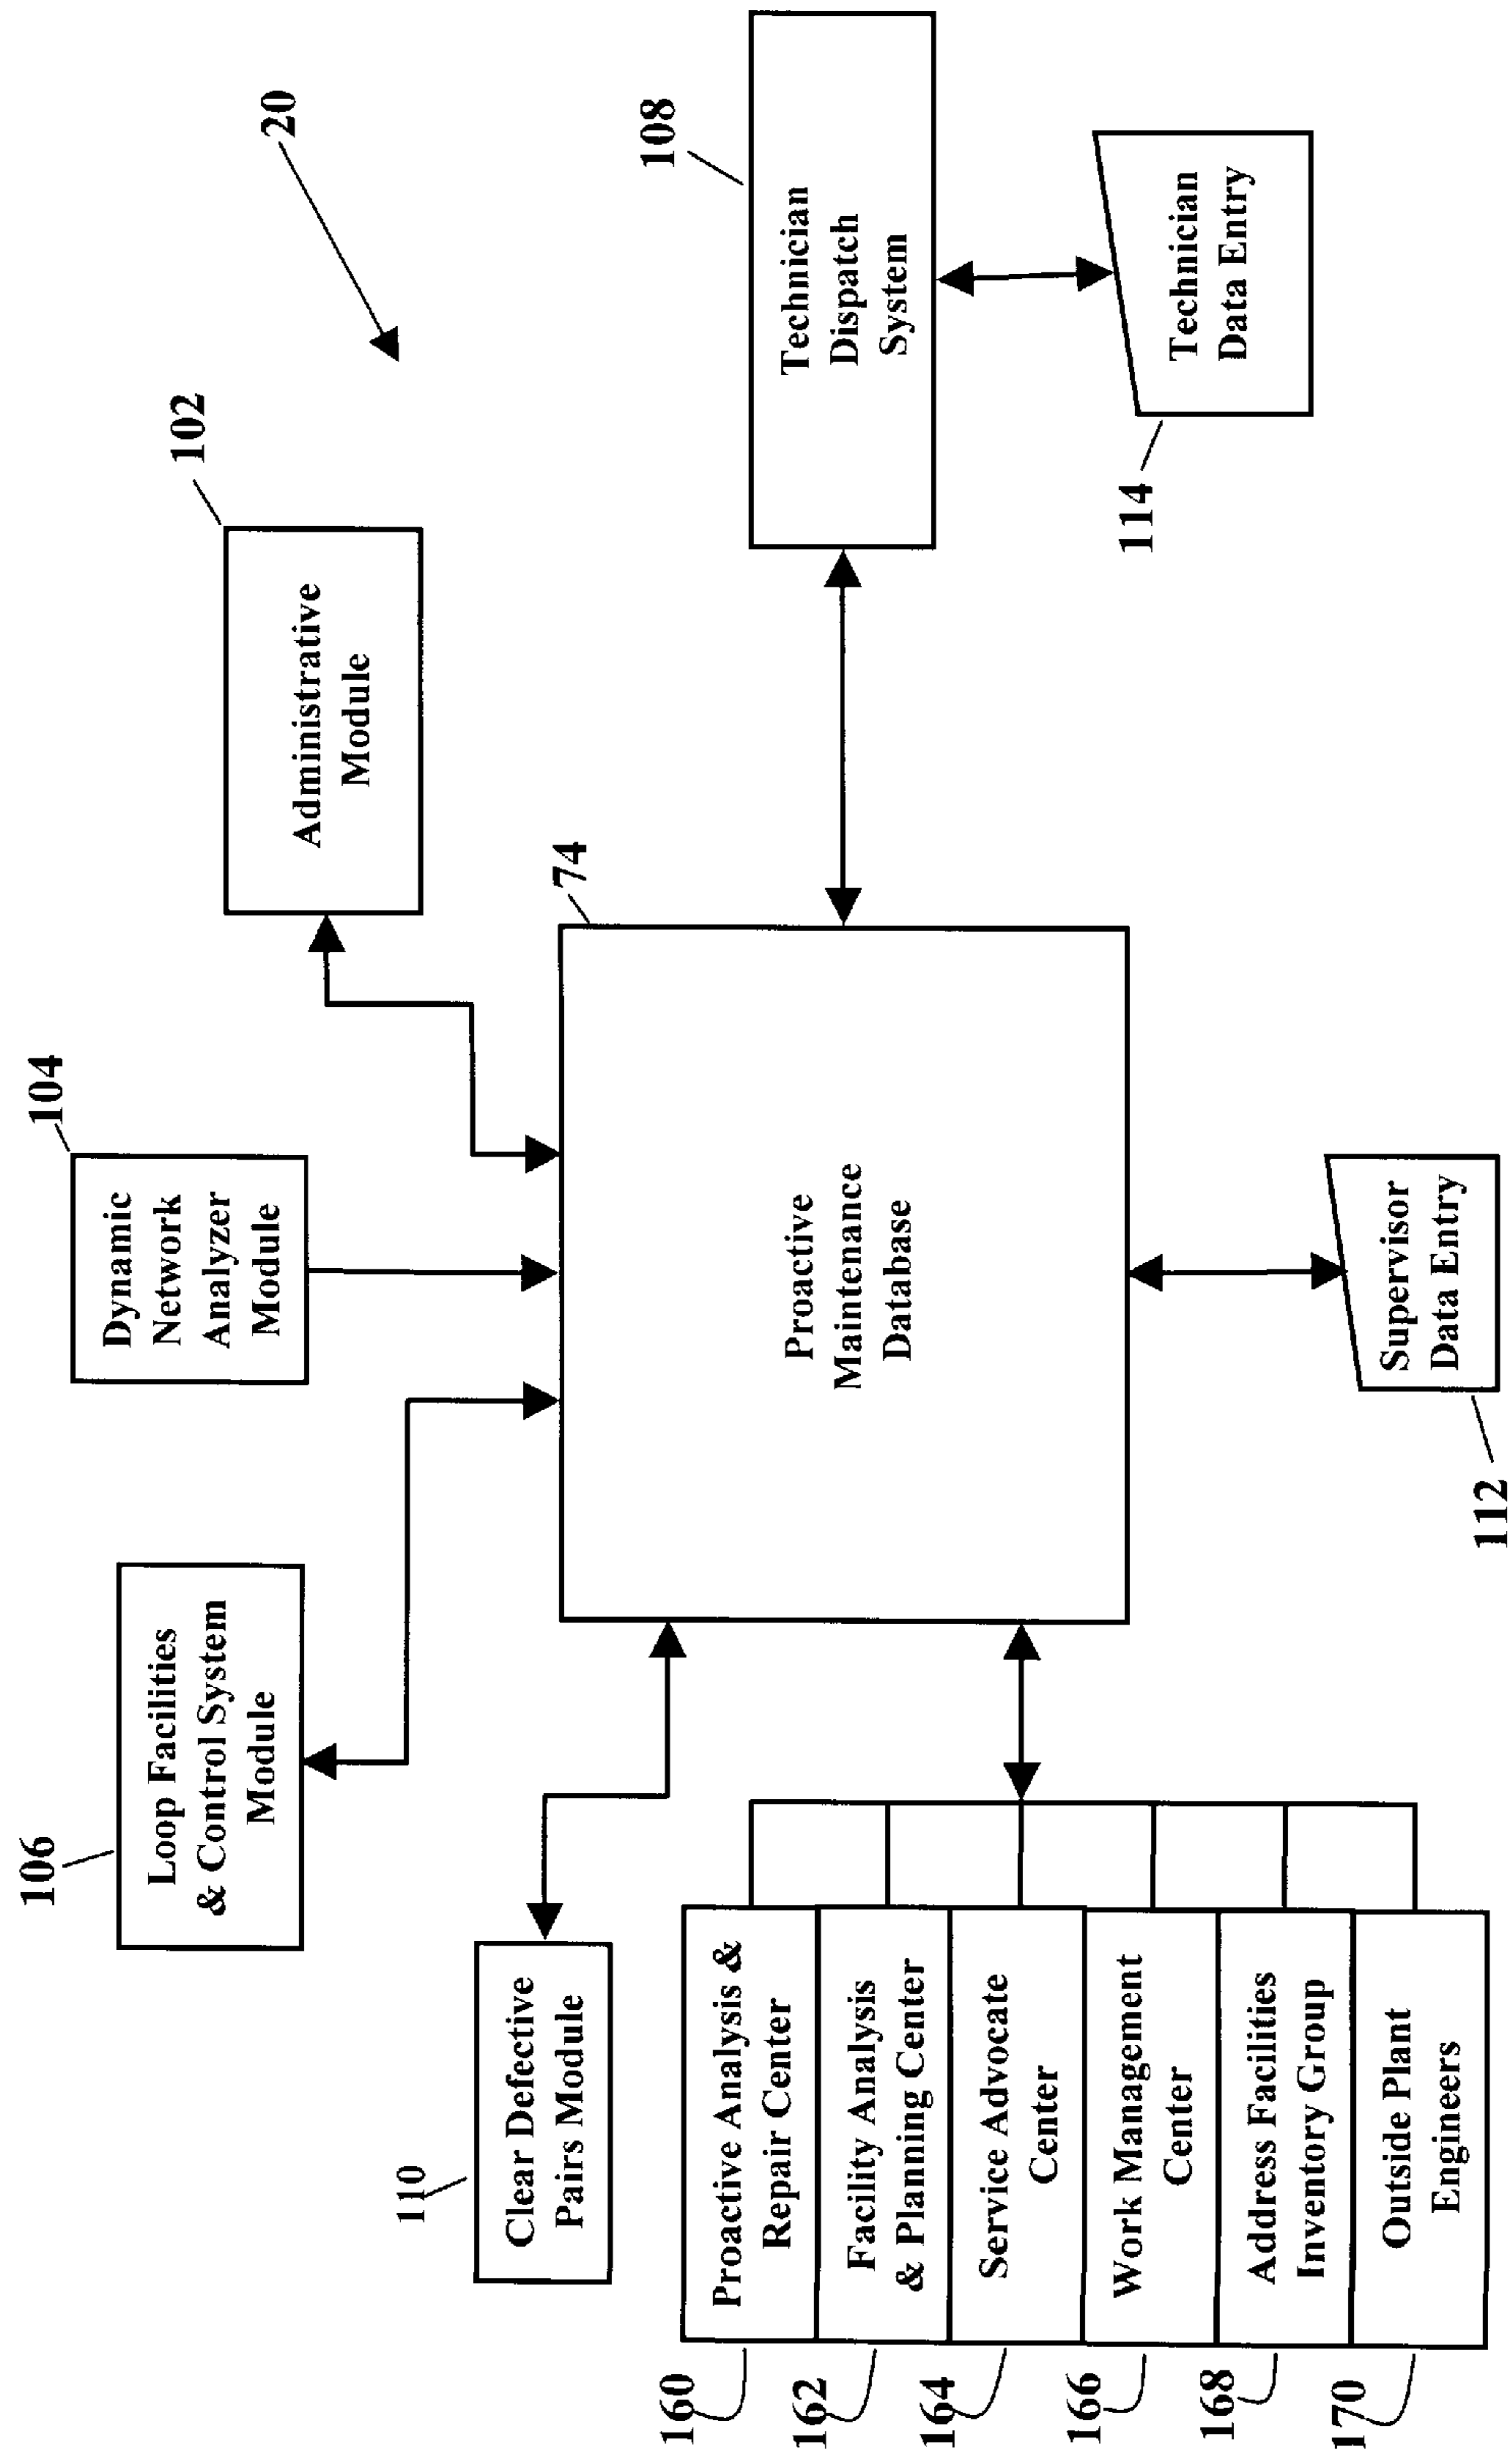 106
Loop Facilities
& Control System
Module
104
Dynamic
Network
Analyzer
Module
102
Administrative
Module
20
110
Clear Defective
Pairs Module
74
Proactive
Maintenance
Database
108
Technician
Dispatch
System
160
Proactive Analysis &
Repair Center
162
Facility Analysis
& Planning Center
164
Service Advocate
Center
166
Work Management
Center
168
Address Facilities
Inventory Group
170
Outside Plant
Engineers
112
Supervisor
Data Entry
114
Technician
Data Entry